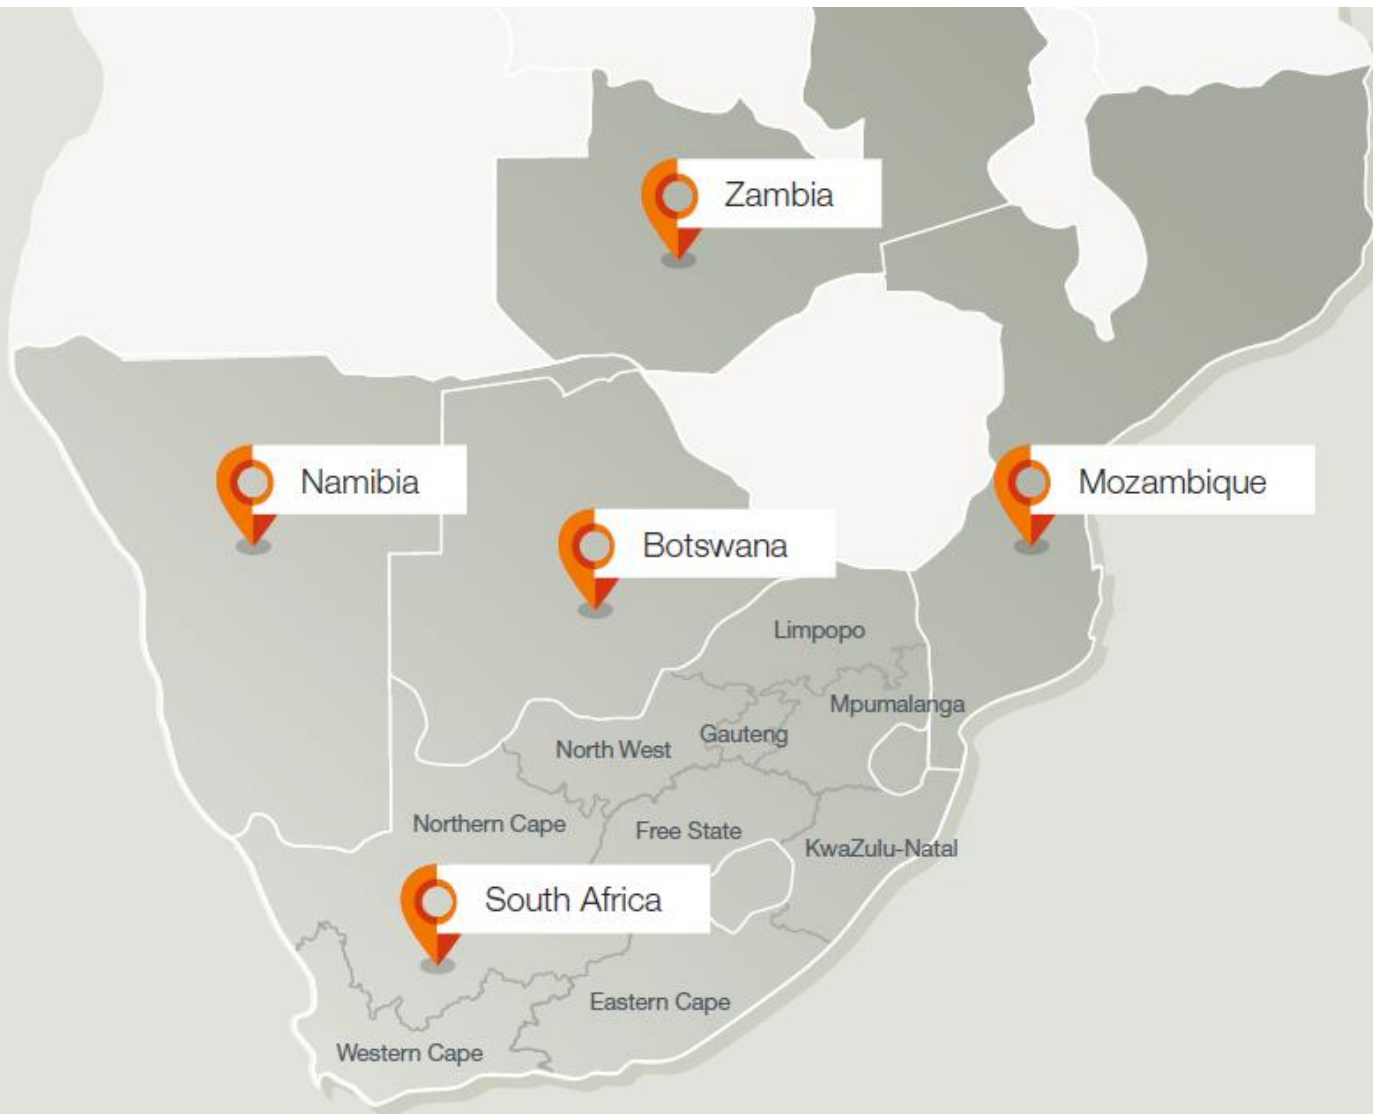 Zambia
Namibia
Mozambique
Botswana
Limpopo
Mpumalanga
Gauteng
North West
Northern Cape
Free State
KwaZulu-Natal
South Africa
Eastern Cape
Western Cape